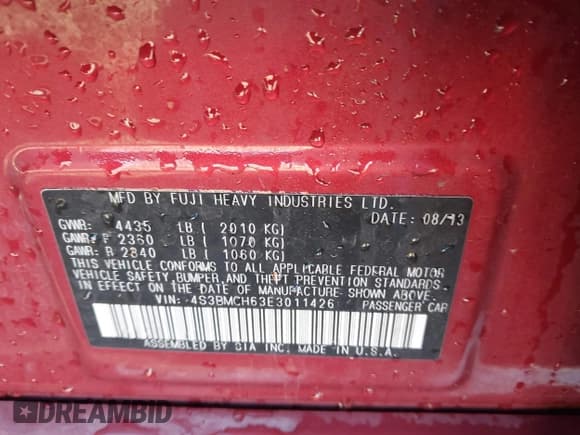 MFD BY FUJI HEAVY INDUSTRIES LTD.
DATE: 08/13
GVWR: 4435 LB ( 2010 KG)
GAWR: F 2360 LB ( 1070 KG)
GAWR: R 2340 LB ( 1060 KG)
THIS VEHICLE CONFORMS TO ALL APPLICABLE FEDERAL MOTOR
VEHICLE SAFETY, BUMPER, AND THEFT PREVENTION STANDARDS
IN EFFECT ON THE DATE OF MANUFACTURE SHOWN ABOVE.
VIN: 4S3BMCH63E3011426 PASSENGER CAR
ASSEMBLED BY SIA INC. MADE IN U.S.A.
DREAMBID